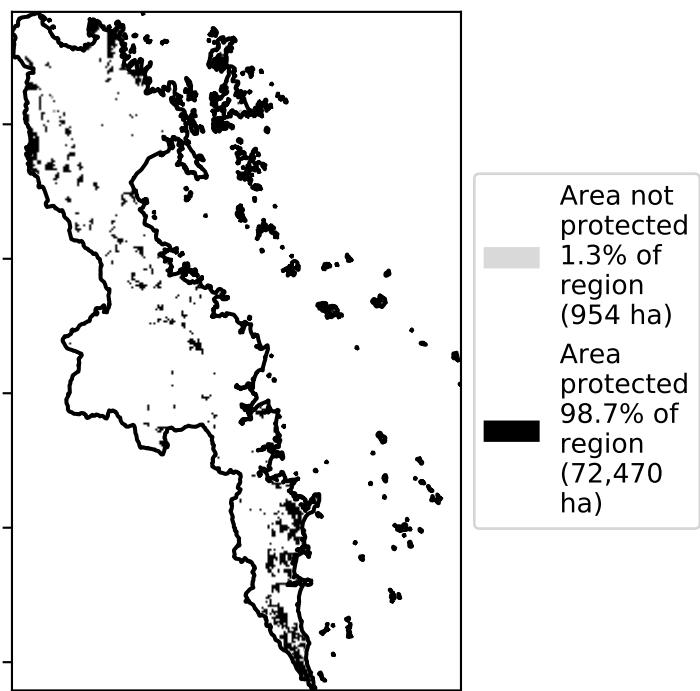 Area not
protected
1.3% of
region
(954 ha)
Area
protected
98.7% of
region
(72,470
ha)